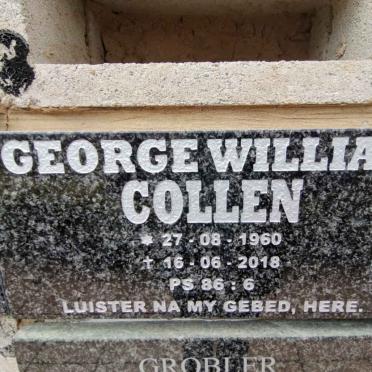 GEORGE WILLIA
COLLEN
* 27 - 08 - 1960
† 16 - 06 - 2018
PS 86 : 6
LUISTER NA MY GEBED, HERE.
GROBLER